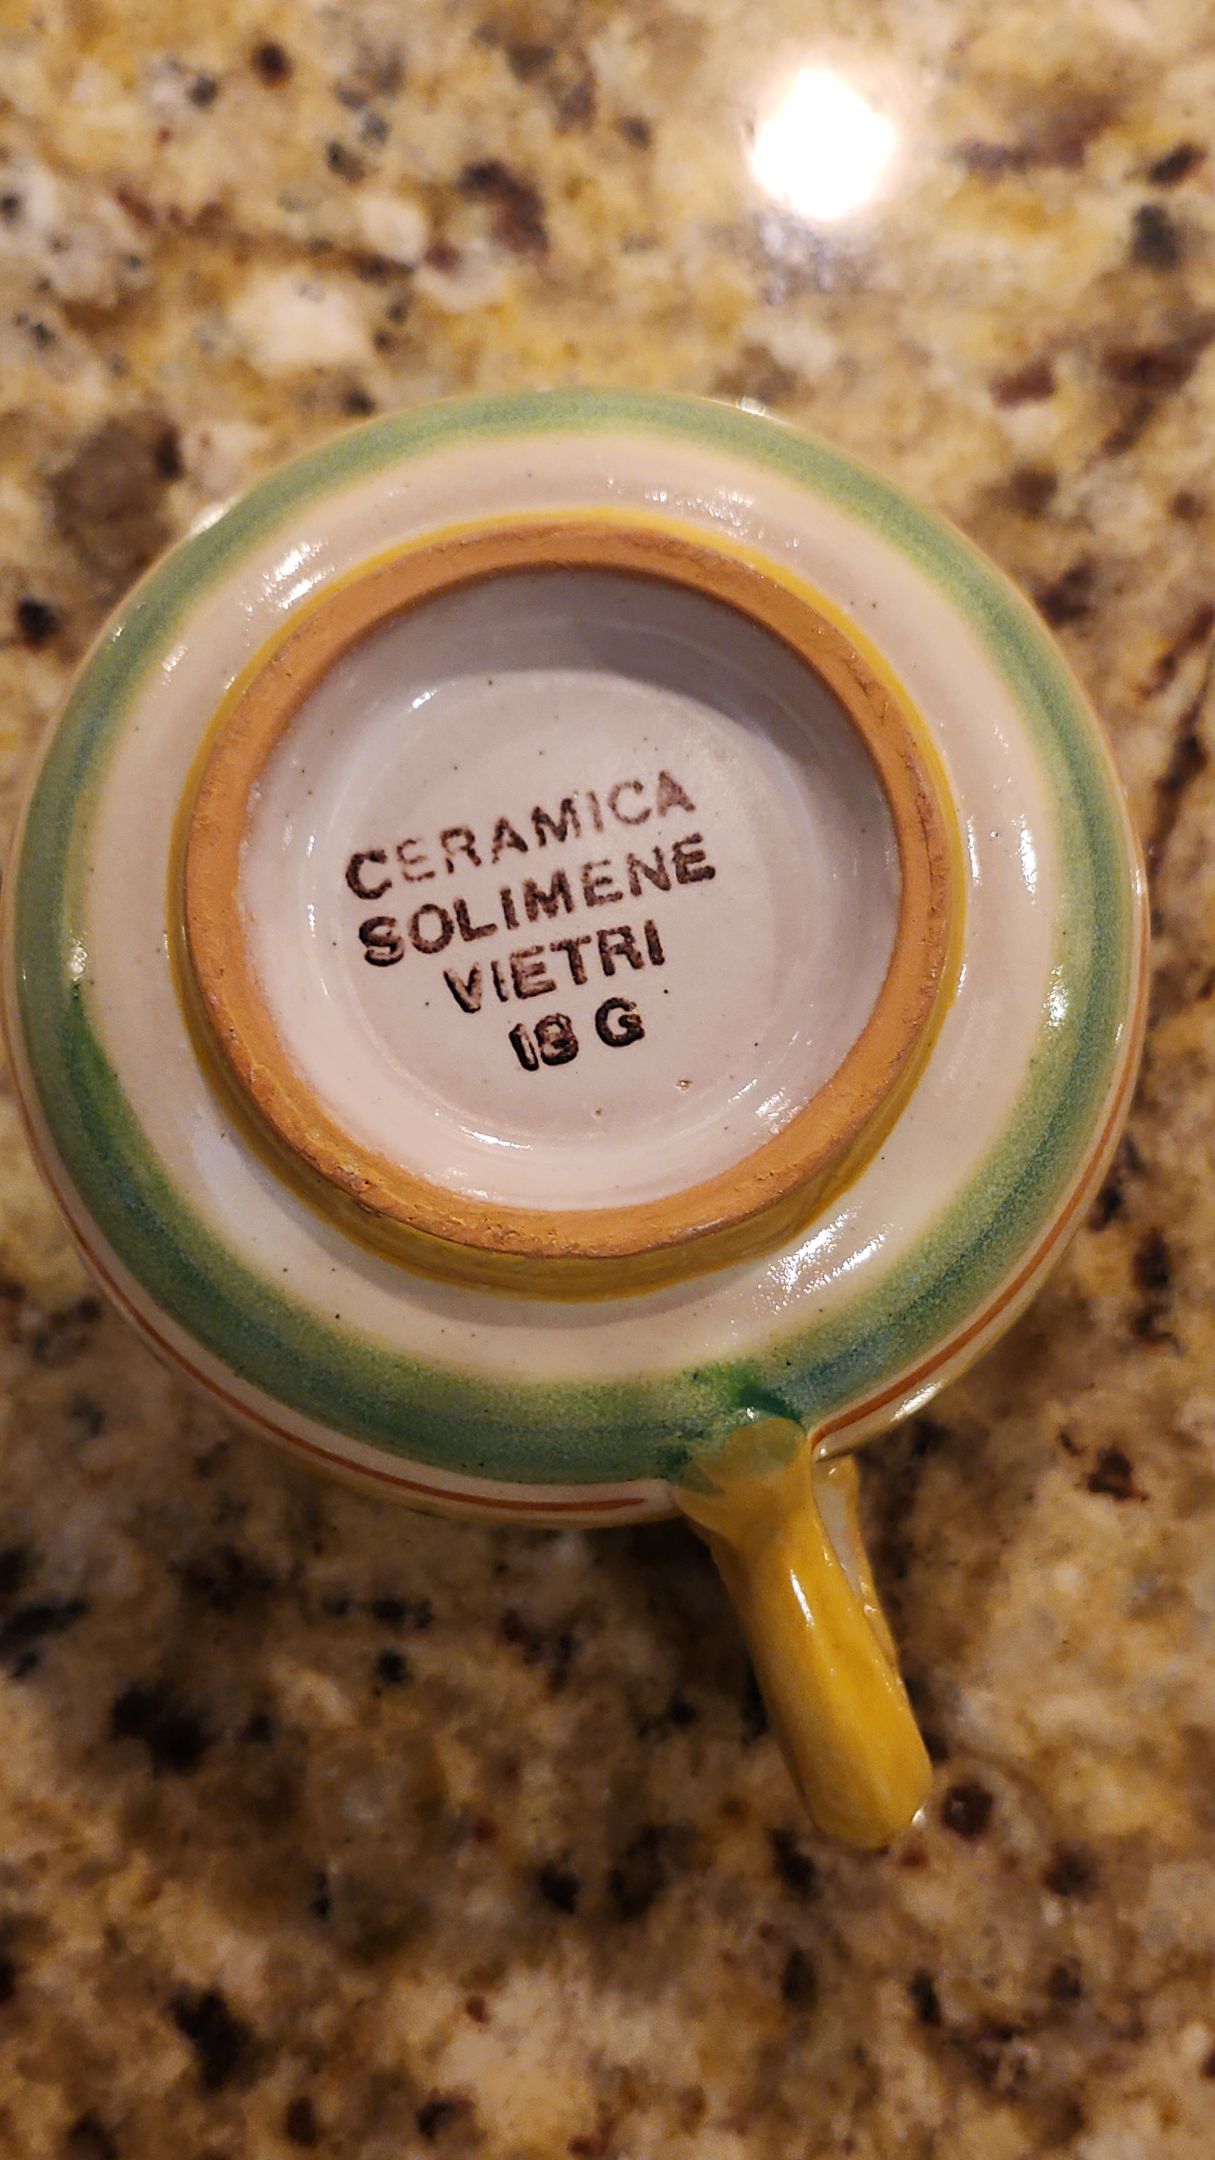 CERAMICA
SOLIMENE
VIETRI
18 G